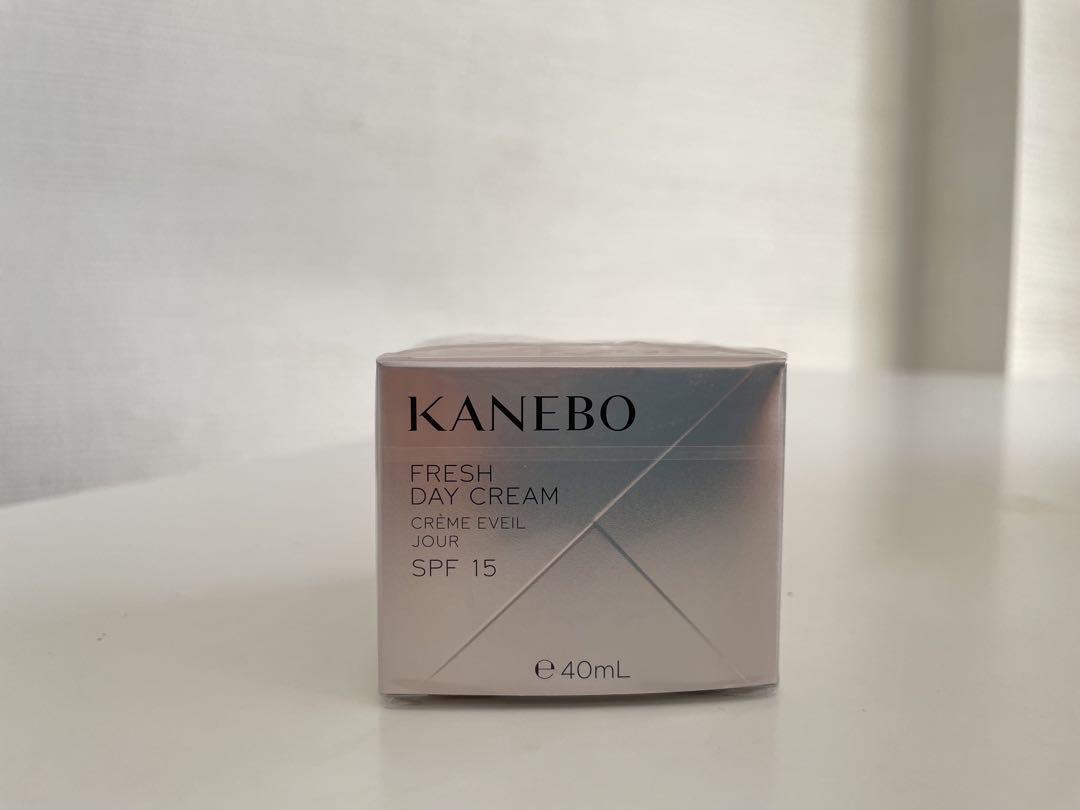 KANEBO
FRESH
DAY CREAM
CRÈME EVEIL
JOUR
SPF 15
℮ 40mL